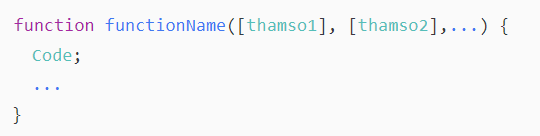 function functionName([thamso1], [thamso2],...) {
  Code;
  ...
}